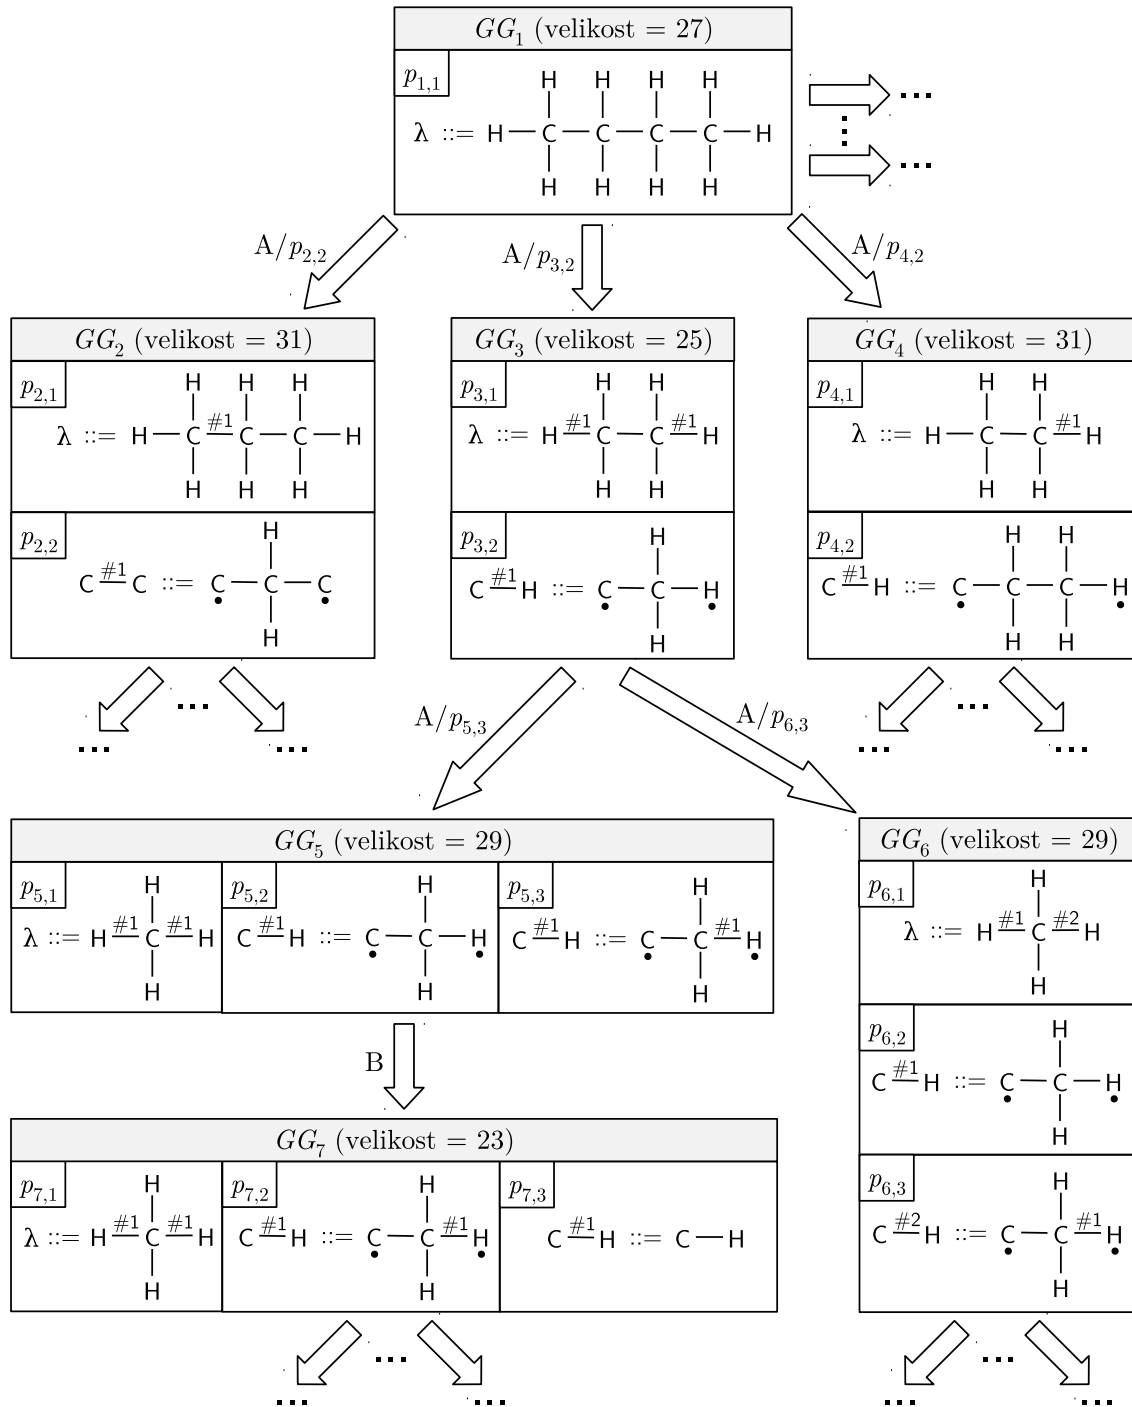 GG1 (velikost = 27)
p1,1
H H H H
λ ::= H C C C C H
H H H H
A/p2,2
A/p3,2
A/p4,2
GG2 (velikost = 31)
p2,1
H H H
λ ::= H C #1 C C H
H H H
p2,2
H
C #1 C ::= C C C
H
GG3 (velikost = 25)
p3,1
H H
λ ::= H #1 C C #1 H
H H
p3,2
H
C #1 H ::= C C H
H
GG4 (velikost = 31)
p4,1
H H
λ ::= H C C #1 H
H H
p4,2
H H
C #1 H ::= C C C H
H H
A/p5,3
A/p6,3
GG5 (velikost = 29)
p5,1
H
λ ::= H #1 C #1 H
H
p5,2
H
C #1 H ::= C C H
H
p5,3
H
C #1 H ::= C C #1 H
H
GG6 (velikost = 29)
p6,1
H
λ ::= H #1 C #2 H
H
p6,2
H
C #1 H ::= C C H
H
p6,3
H
C #2 H ::= C C #1 H
H
B
GG7 (velikost = 23)
p7,1
H
λ ::= H #1 C #1 H
H
p7,2
H
C #1 H ::= C C #1 H
H
p7,3
C #1 H ::= C H